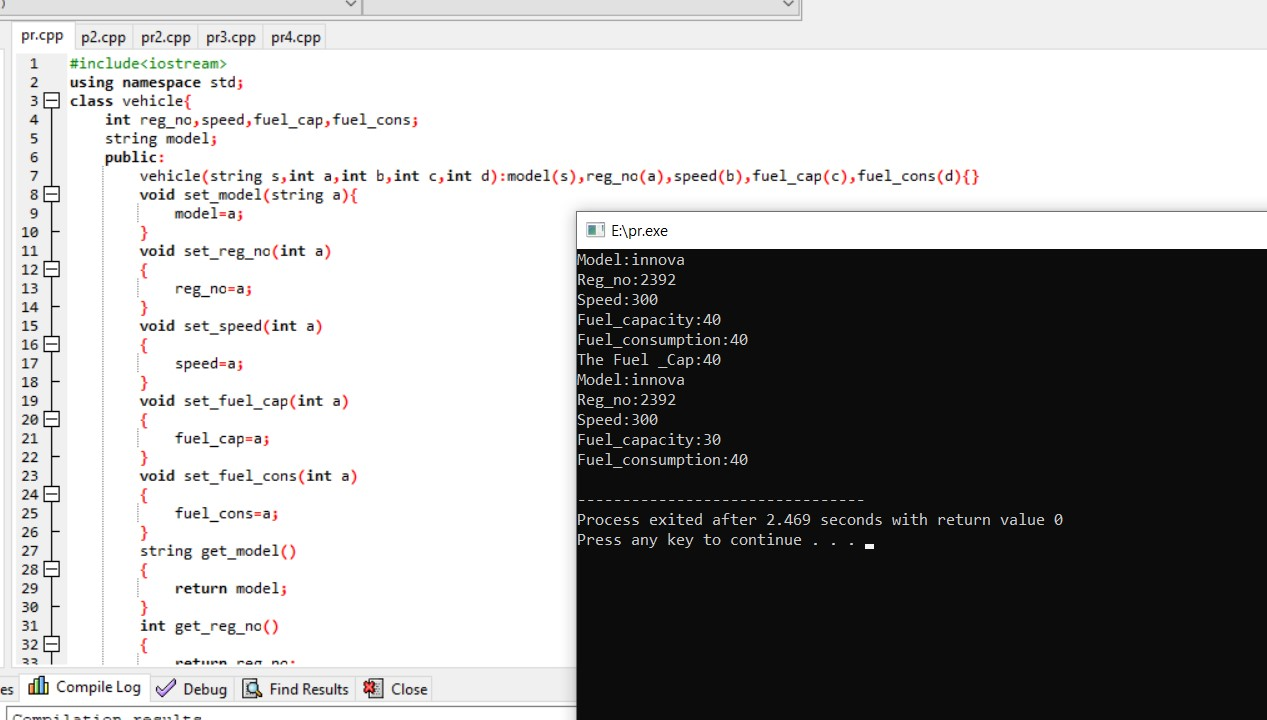 pr.cpp p2.cpp pr2.cpp pr3.cpp pr4.cpp
1 #include<iostream>
2 using namespace std;
3 class vehicle{
4 int reg_no,speed,fuel_cap,fuel_cons;
5 string model;
6 public:
7 vehicle(string s,int a,int b,int c,int d):model(s),reg_no(a),speed(b),fuel_cap(c),fuel_cons(d){}
8 void set_model(string a){
9 model=a;
10 }
11 void set_reg_no(int a)
12 {
13 reg_no=a;
14 }
15 void set_speed(int a)
16 {
17 speed=a;
18 }
19 void set_fuel_cap(int a)
20 {
21 fuel_cap=a;
22 }
23 void set_fuel_cons(int a)
24 {
25 fuel_cons=a;
26 }
27 string get_model()
28 {
29 return model;
30 }
31 int get_reg_no()
32 {
33 return reg_no;
E:\pr.exe
Model:innova
Reg_no:2392
Speed:300
Fuel_capacity:40
Fuel_consumption:40
The Fuel _Cap:40
Model:innova
Reg_no:2392
Speed:300
Fuel_capacity:30
Fuel_consumption:40
--------------------------------
Process exited after 2.469 seconds with return value 0
Press any key to continue . . .
es Compile Log Debug Find Results Close
Compilation results